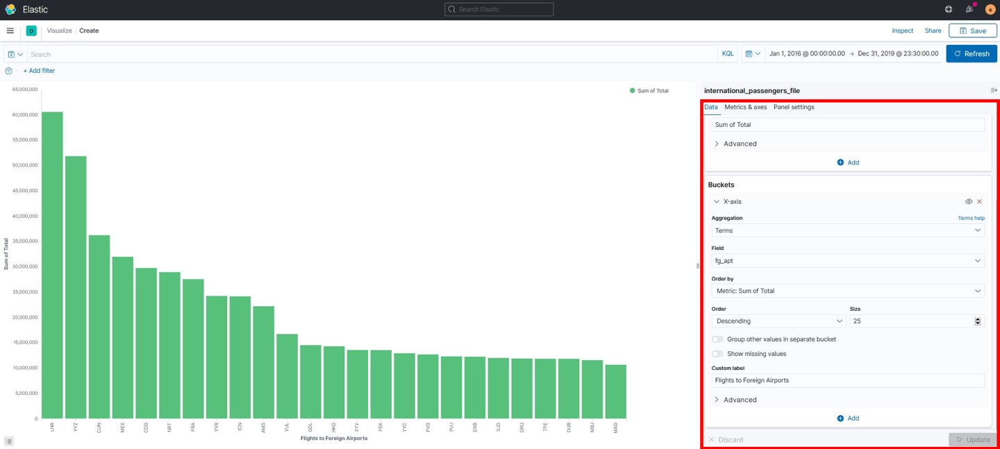 Elastic
Search Elastic
e
D
Visualize / Create
Inspect
Share
Save
Search
KQL
Jan 1, 2016 @ 00:00:00.00 → Dec 31, 2019 @ 23:30:00.00
Refresh
+ Add filter
65,000,000
60,000,000
55,000,000
50,000,000
45,000,000
40,000,000
35,000,000
30,000,000
25,000,000
20,000,000
15,000,000
10,000,000
5,000,000
0
Sum of Total
Sum of Total
LHR
YYZ
CUN
MEX
CDG
NRT
FRA
YVR
ICN
AMS
YUL
GDL
HKG
PTY
PEK
YYC
PVG
PUJ
DXB
SJD
GRU
TPE
DUB
MBJ
MAD
Flights to Foreign Airports
international_passengers_file
Data
Metrics & axes
Panel settings
Sum of Total
Advanced
Add
Buckets
X-axis
Aggregation
Terms help
Terms
Field
fg_apt
Order by
Metric: Sum of Total
Order
Size
Descending
25
Group other values in separate bucket
Show missing values
Custom label
Flights to Foreign Airports
Advanced
Add
Discard
Update